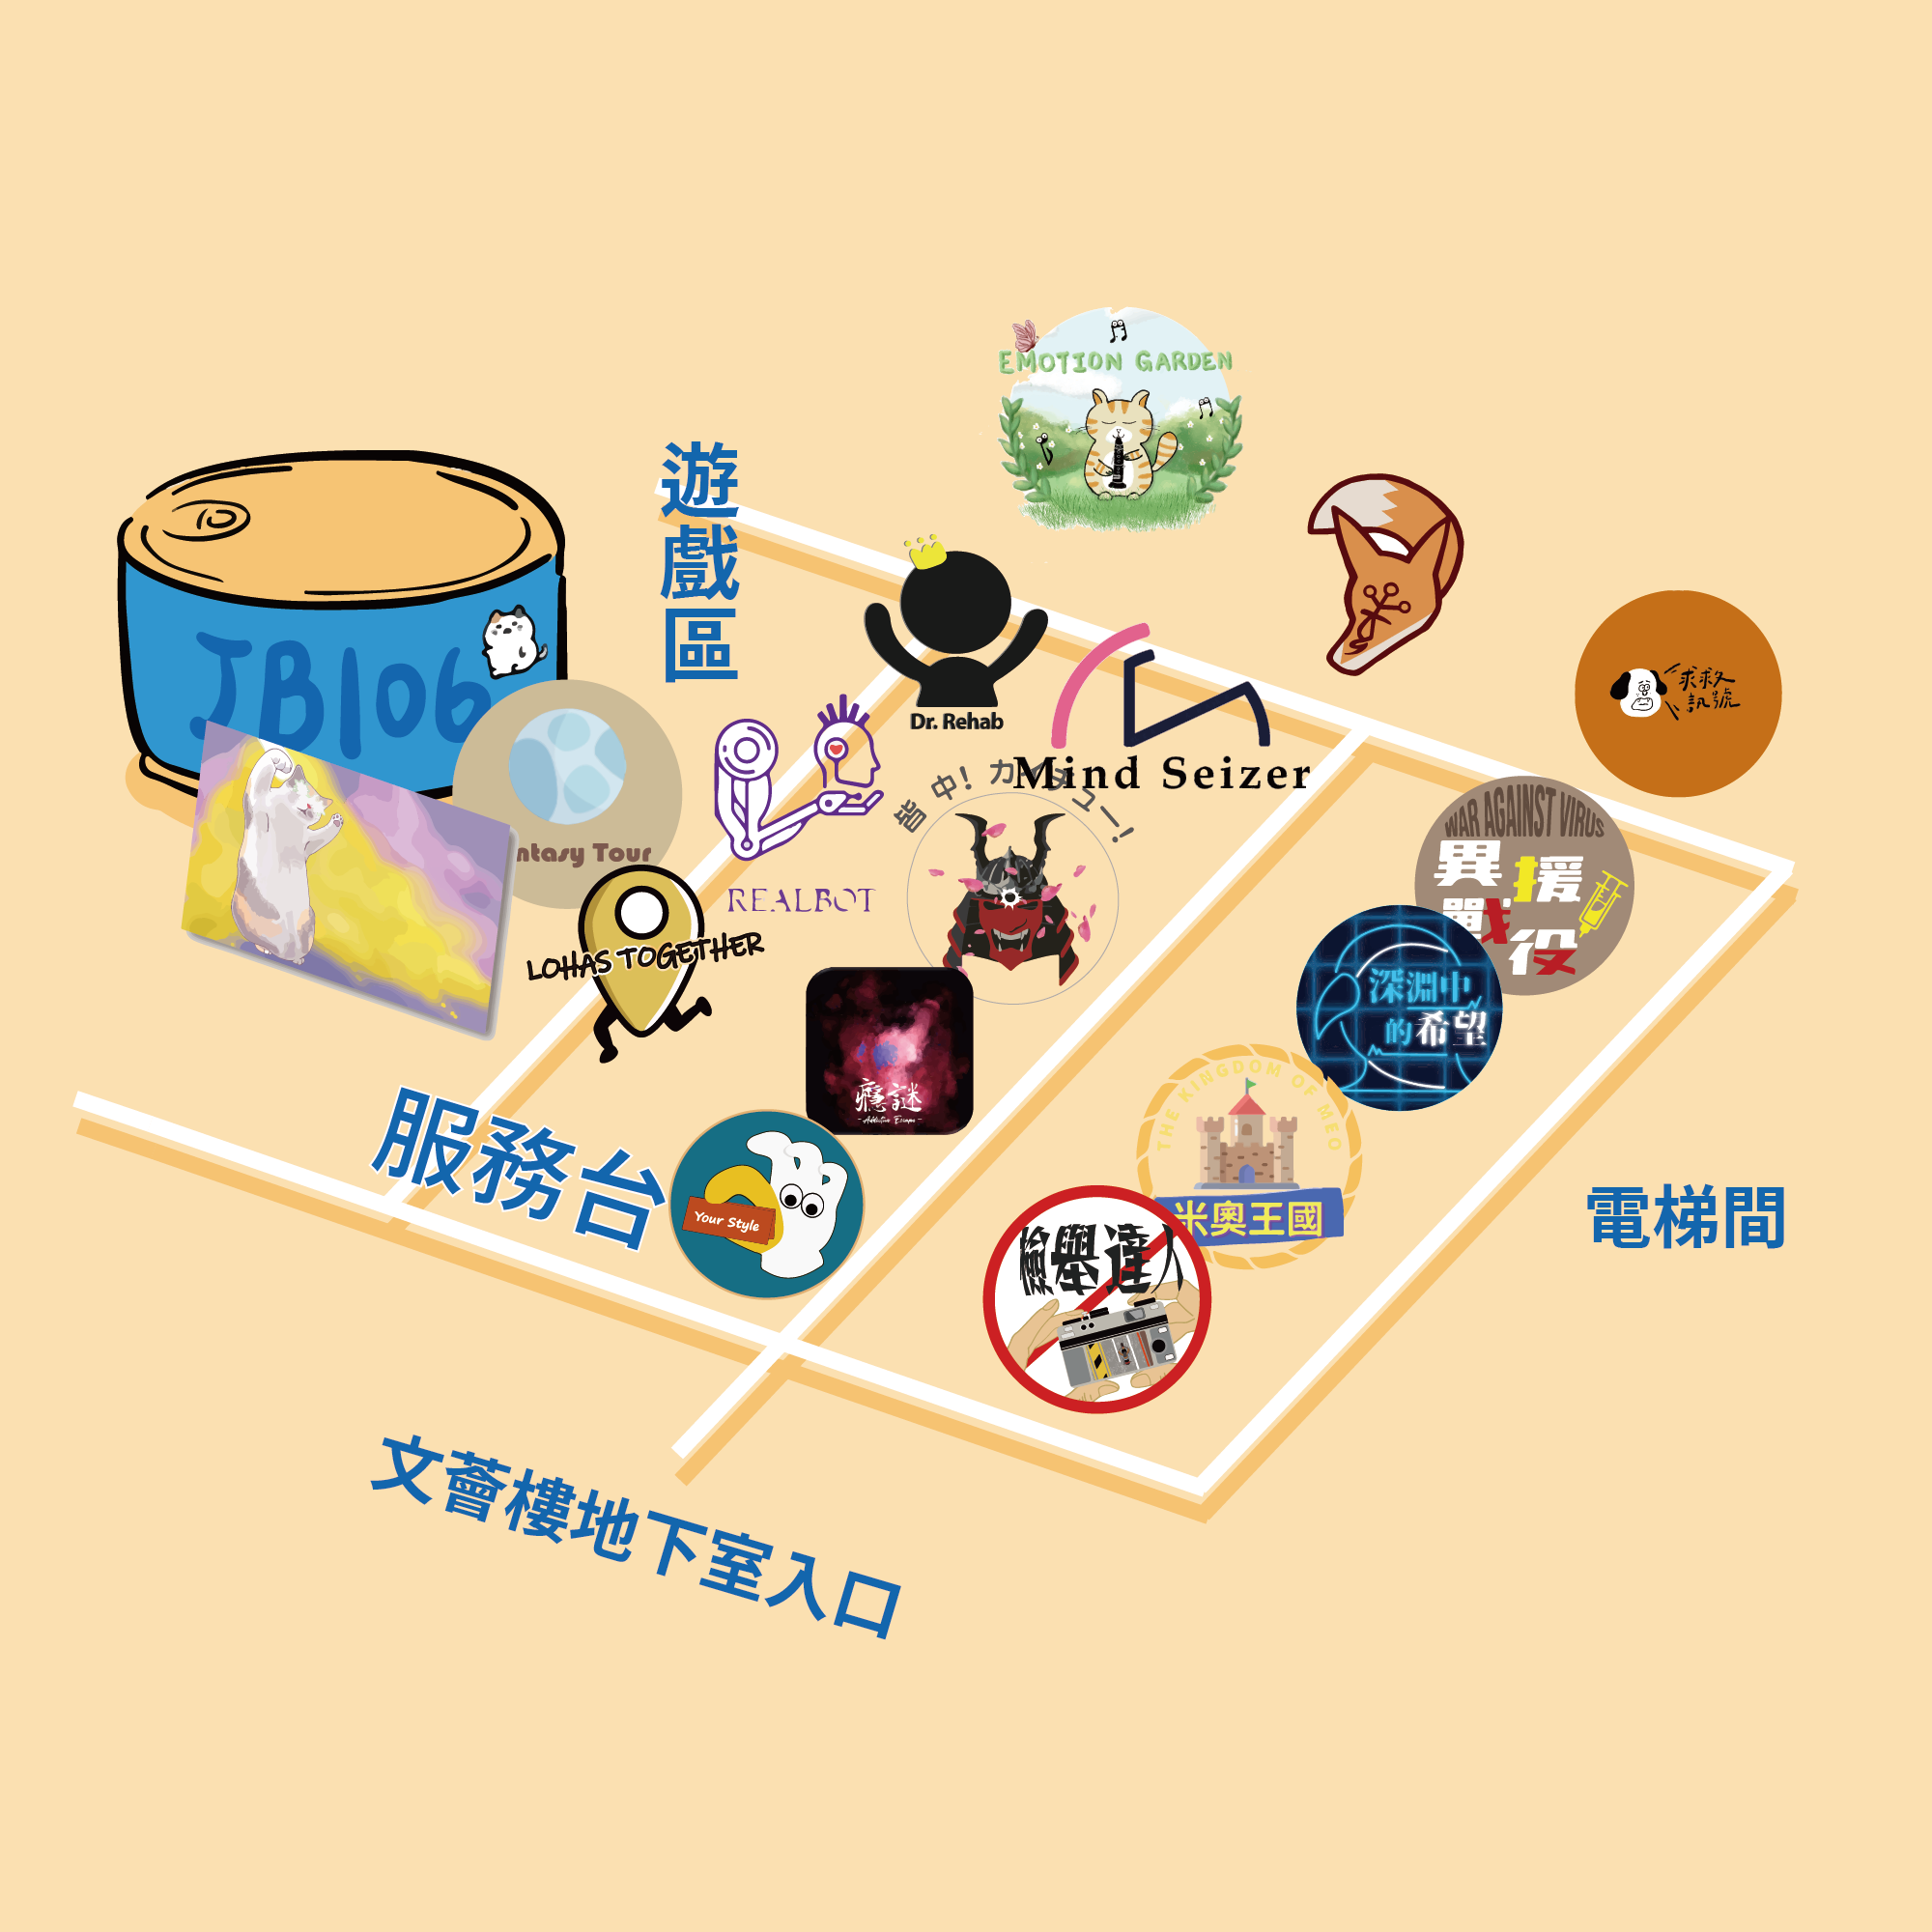 EMOTION GARDEN
遊戲區
JB106
求救
訊號
Dr. Rehab
Mind Seizer
皆中!カメュー!
WAR AGAINST VIRUS
異援
戰役
ntasy Tour
REALBOT
LOHAS TOGETHER
深淵中
的希望
癮謎
- Addictive Escape -
THE KINGDOM OF MEO
米奧王國
服務台
Your Style
檢舉達人
電梯間
文薈樓地下室入口